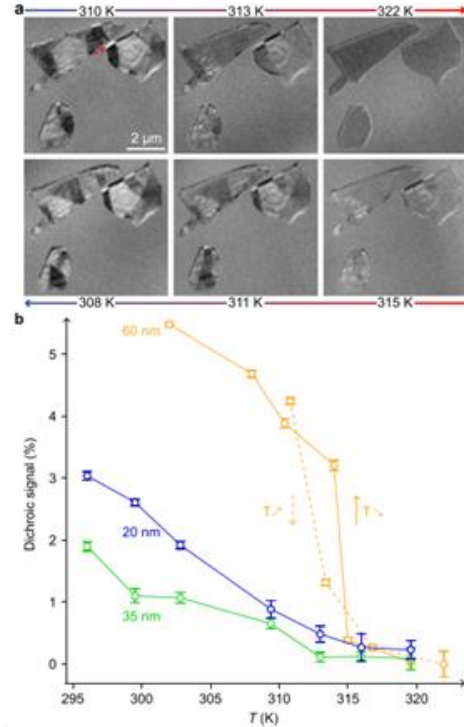 a
310 K 313 K 322 K
2 µm
308 K 311 K 315 K
b
60 nm
20 nm
35 nm
T↗ T↘
Dichroic signal (%)
5
4
3
2
1
0
295 300 305 310 315 320
T (K)